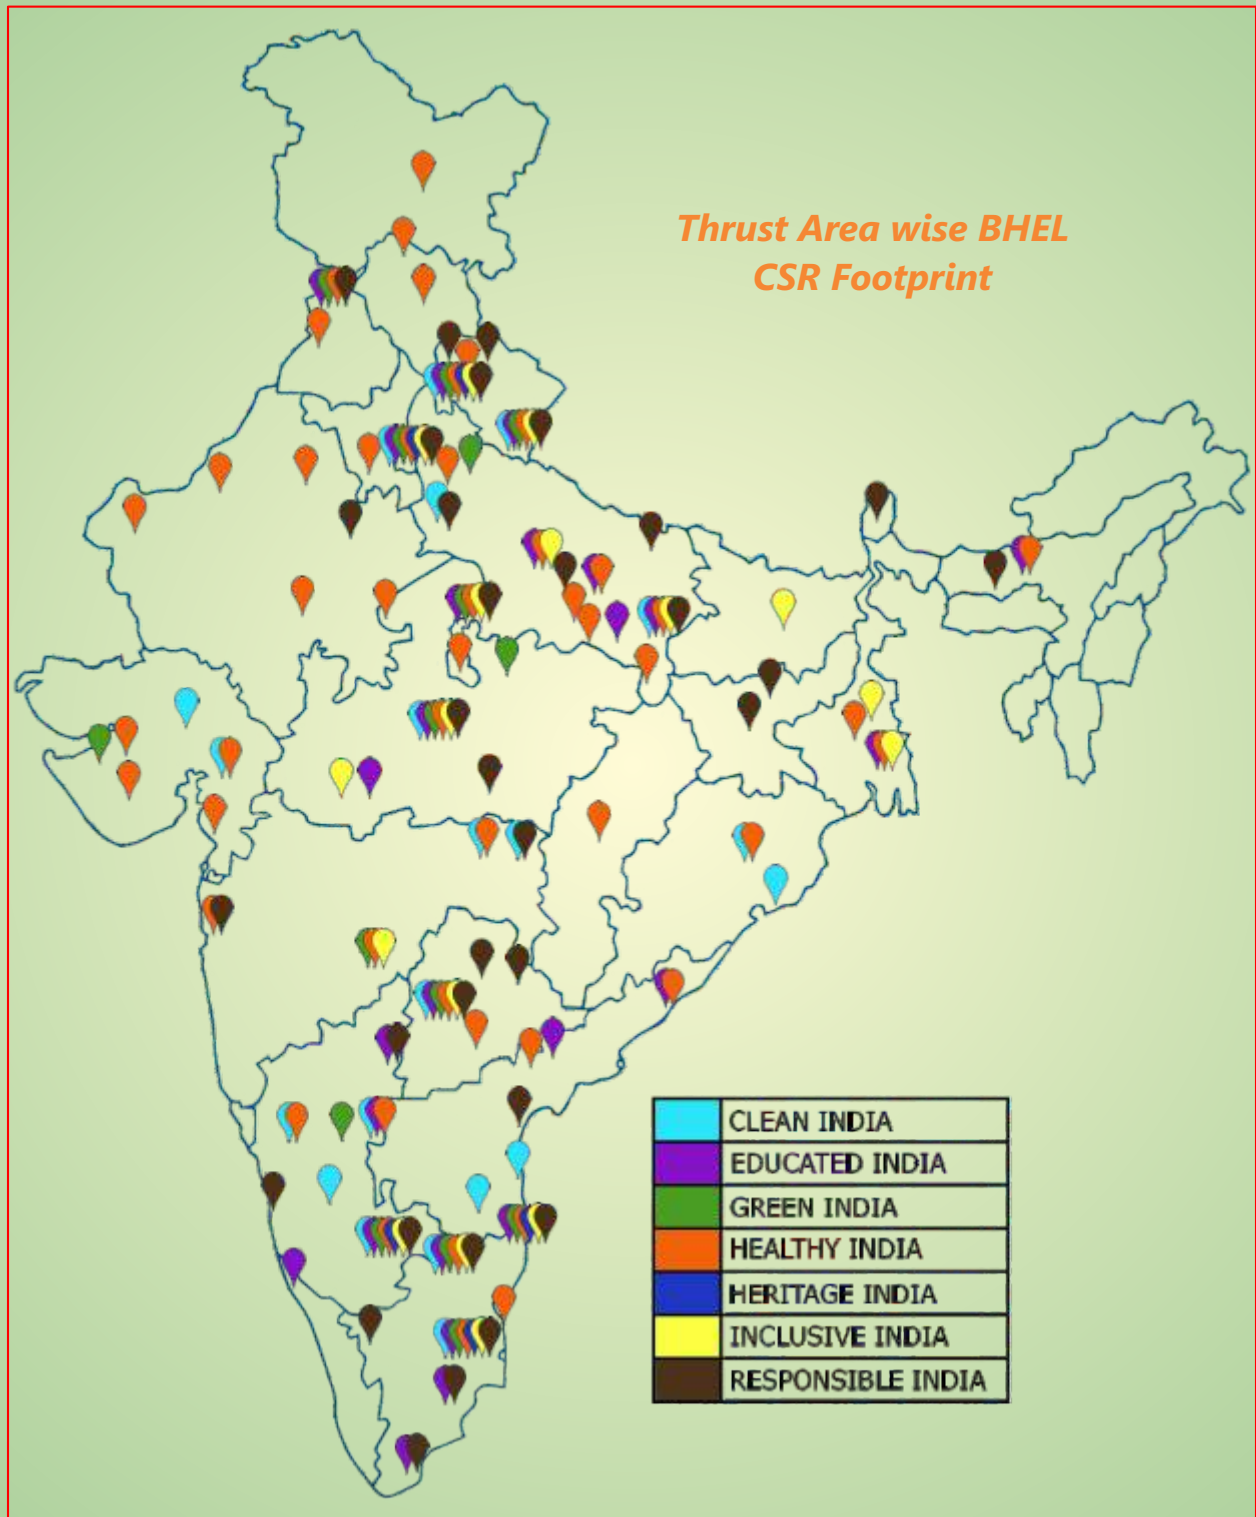 Thrust Area wise BHEL
CSR Footprint
CLEAN INDIA
EDUCATED INDIA
GREEN INDIA
HEALTHY INDIA
HERITAGE INDIA
INCLUSIVE INDIA
RESPONSIBLE INDIA